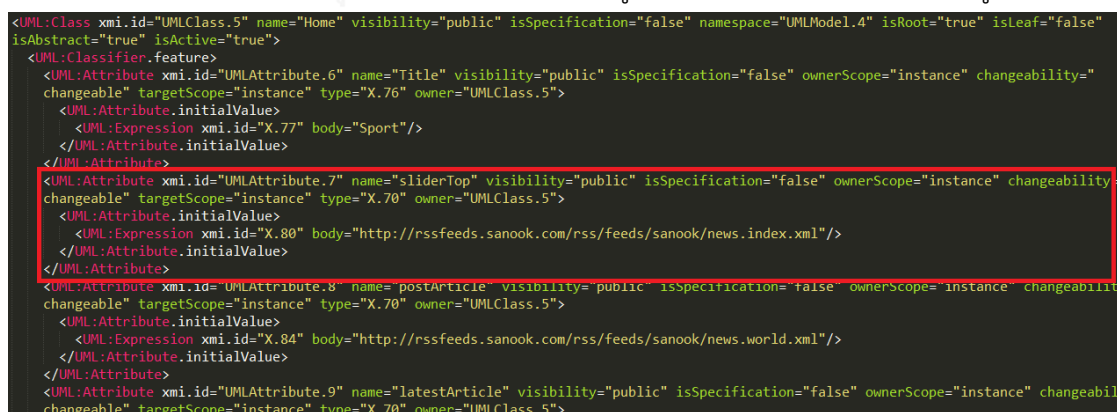 <UML:Class xmi.id="UMLClass.5" name="Home" visibility="public" isSpecification="false" namespace="UMLModel.4" isRoot="true" isLeaf="false"
isAbstract="true" isActive="true">
<UML:Classifier.feature>
<UML:Attribute xmi.id="UMLAttribute.6" name="Title" visibility="public" isSpecification="false" ownerScope="instance" changeability="
changeable" targetScope="instance" type="X.76" owner="UMLClass.5">
<UML:Attribute.initialValue>
<UML:Expression xmi.id="X.77" body="Sport"/>
</UML:Attribute.initialValue>
</UML:Attribute>
<UML:Attribute xmi.id="UMLAttribute.7" name="sliderTop" visibility="public" isSpecification="false" ownerScope="instance" changeability=
changeable" targetScope="instance" type="X.70" owner="UMLClass.5">
<UML:Attribute.initialValue>
<UML:Expression xmi.id="X.80" body="http://rssfeeds.sanook.com/rss/feeds/sanook/news.index.xml"/>
</UML:Attribute.initialValue>
</UML:Attribute>
<UML:Attribute xmi.id="UMLAttribute.8" name="postArticle" visibility="public" isSpecification="false" ownerScope="instance" changeabilit
changeable" targetScope="instance" type="X.70" owner="UMLClass.5">
<UML:Attribute.initialValue>
<UML:Expression xmi.id="X.84" body="http://rssfeeds.sanook.com/rss/feeds/sanook/news.world.xml"/>
</UML:Attribute.initialValue>
</UML:Attribute>
<UML:Attribute xmi.id="UMLAttribute.9" name="latestArticle" visibility="public" isSpecification="false" ownerScope="instance" changeabil
changeable" targetScope="instance" type="X.70" owner="UMLClass.5">